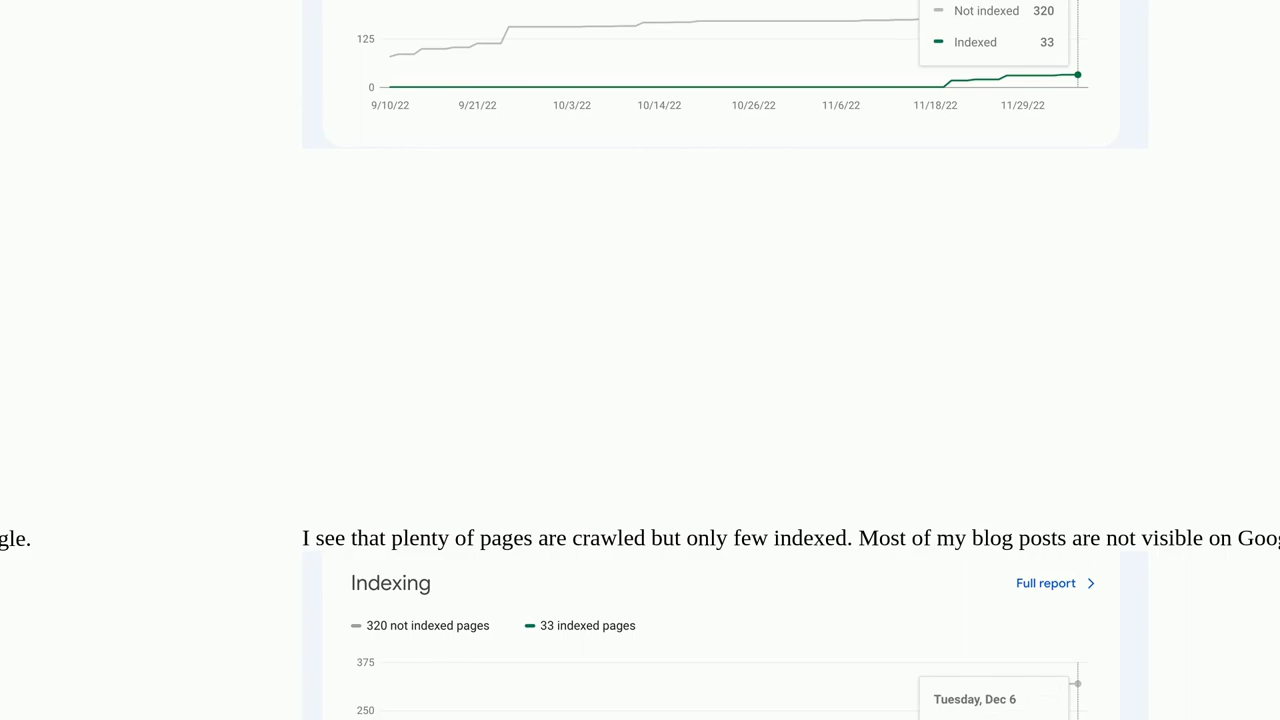 Not indexed 320
125
Indexed 33
0
9/10/22 9/21/22 10/3/22 10/14/22 10/26/22 11/6/22 11/18/22 11/29/22
gle. I see that plenty of pages are crawled but only few indexed. Most of my blog posts are not visible on Goog
Indexing Full report
320 not indexed pages 33 indexed pages
375
Tuesday, Dec 6
250